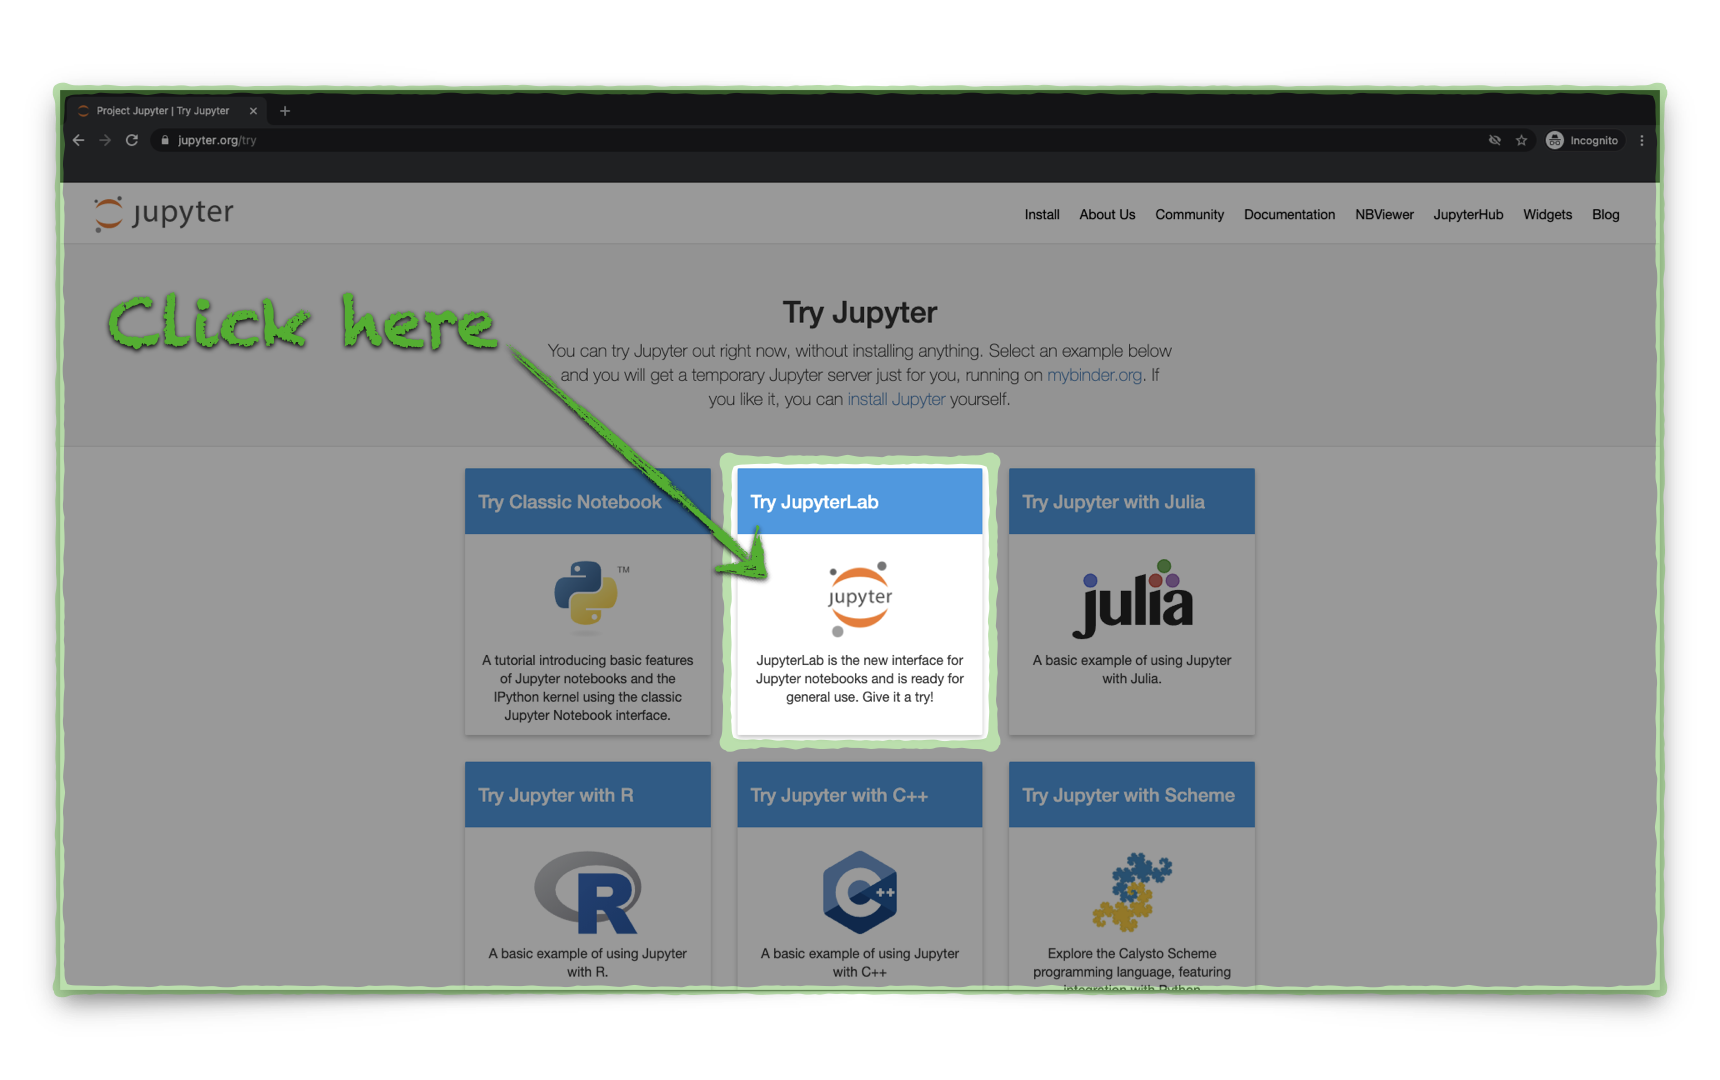 Project Jupyter | Try Jupyter
jupyter.org/try
Incognito
jupyter
Install About Us Community Documentation NBViewer JupyterHub Widgets Blog
Click here
Try Jupyter
You can try Jupyter out right now, without installing anything. Select an example below
and you will get a temporary Jupyter server just for you, running on mybinder.org. If
you like it, you can install Jupyter yourself.
Try Classic Notebook
TM
A tutorial introducing basic features
of Jupyter notebooks and the
IPython kernel using the classic
Jupyter Notebook interface.
Try JupyterLab
jupyter
JupyterLab is the new interface for
Jupyter notebooks and is ready for
general use. Give it a try!
Try Jupyter with Julia
julia
A basic example of using Jupyter
with Julia.
Try Jupyter with R
R
A basic example of using Jupyter
with R.
Try Jupyter with C++
C++
A basic example of using Jupyter
with C++
Try Jupyter with Scheme
Explore the Calysto Scheme
programming language, featuring
integration with Python